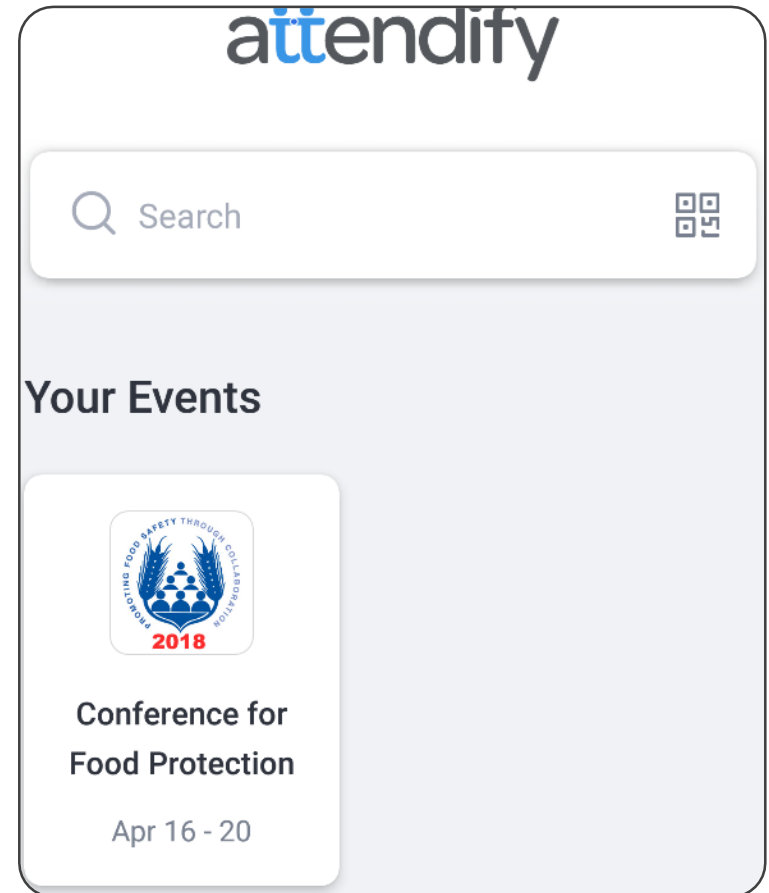 attendify
Search
Your Events
PROMOTING FOOD SAFETY THROUGH COLLABORATION
2018
Conference for
Food Protection
Apr 16 - 20